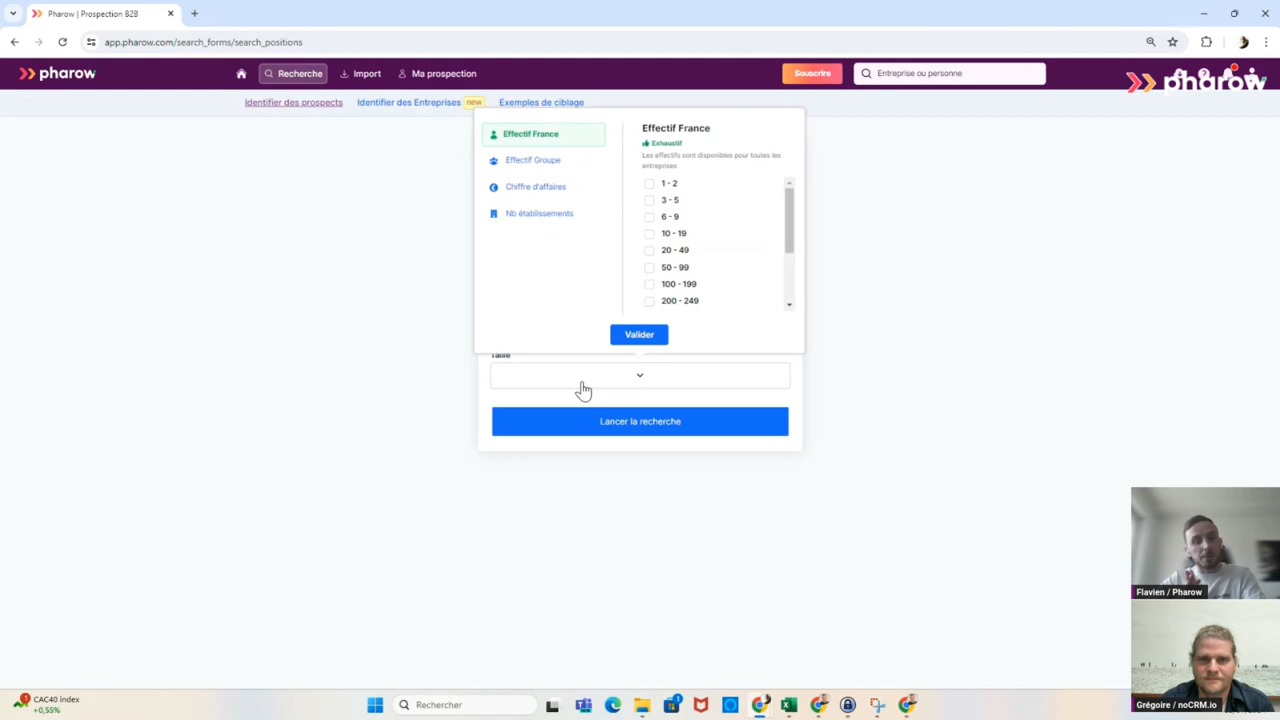 Pharow | Prospection B2B
app.pharow.com/search_forms/search_positions
pharow
Recherche
Import
Ma prospection
Souscrire
Entreprise ou personne
pharow
Identifier des prospects
Identifier des Entreprises
new
Exemples de ciblage
Effectif France
Effectif Groupe
Chiffre d'affaires
Nb établissements
Effectif France
Exhaustif
Les effectifs sont disponibles pour toutes les
entreprises
1 - 2
3 - 5
6 - 9
10 - 19
20 - 49
50 - 99
100 - 199
200 - 249
Valider
Taille
Lancer la recherche
Flavien / Pharow
Grégoire / noCRM.io
1
CAC40 index
+0,55%
Rechercher